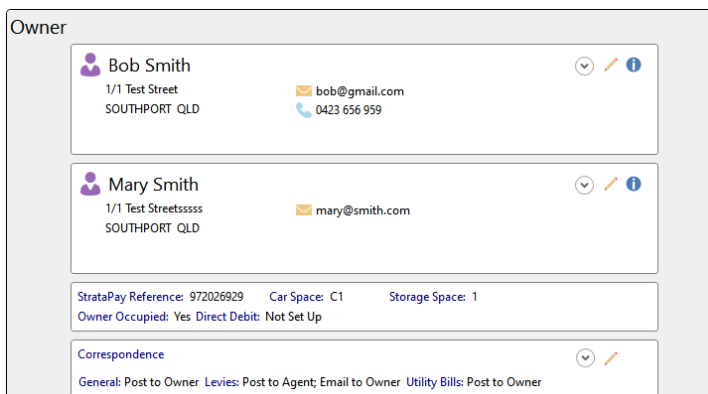 Owner
Bob Smith
1/1 Test Street
bob@gmail.com
SOUTHPORT QLD
0423 656 959
Mary Smith
1/1 Test Streetsssss
mary@smith.com
SOUTHPORT QLD
StrataPay Reference: 972026929 Car Space: C1 Storage Space: 1
Owner Occupied: Yes Direct Debit: Not Set Up
Correspondence
General: Post to Owner Levies: Post to Agent; Email to Owner Utility Bills: Post to Owner